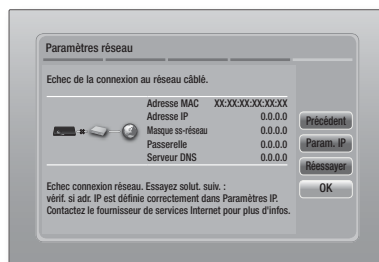 Paramètres réseau
Echec de la connexion au réseau câblé.
Adresse MAC XX:XX:XX:XX:XX:XX
Adresse IP 0.0.0.0
Masque ss-réseau 0.0.0.0
Passerelle 0.0.0.0
Serveur DNS 0.0.0.0
Précédent
Param. IP
Réessayer
OK
Echec connexion réseau. Essayez solut. suiv. :
vérif. si adr. IP est définie correctement dans Paramètres IP.
Contactez le fournisseur de services Internet pour plus d'infos.